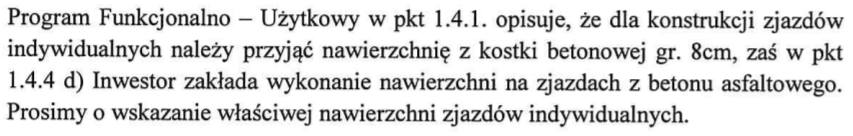 Program Funkcjonalno – Użytkowy w pkt 1.4.1. opisuje, że dla konstrukcji zjazdów
indywidualnych należy przyjąć nawierzchnię z kostki betonowej gr. 8cm, zaś w pkt
1.4.4 d) Inwestor zakłada wykonanie nawierzchni na zjazdach z betonu asfaltowego.
Prosimy o wskazanie właściwej nawierzchni zjazdów indywidualnych.